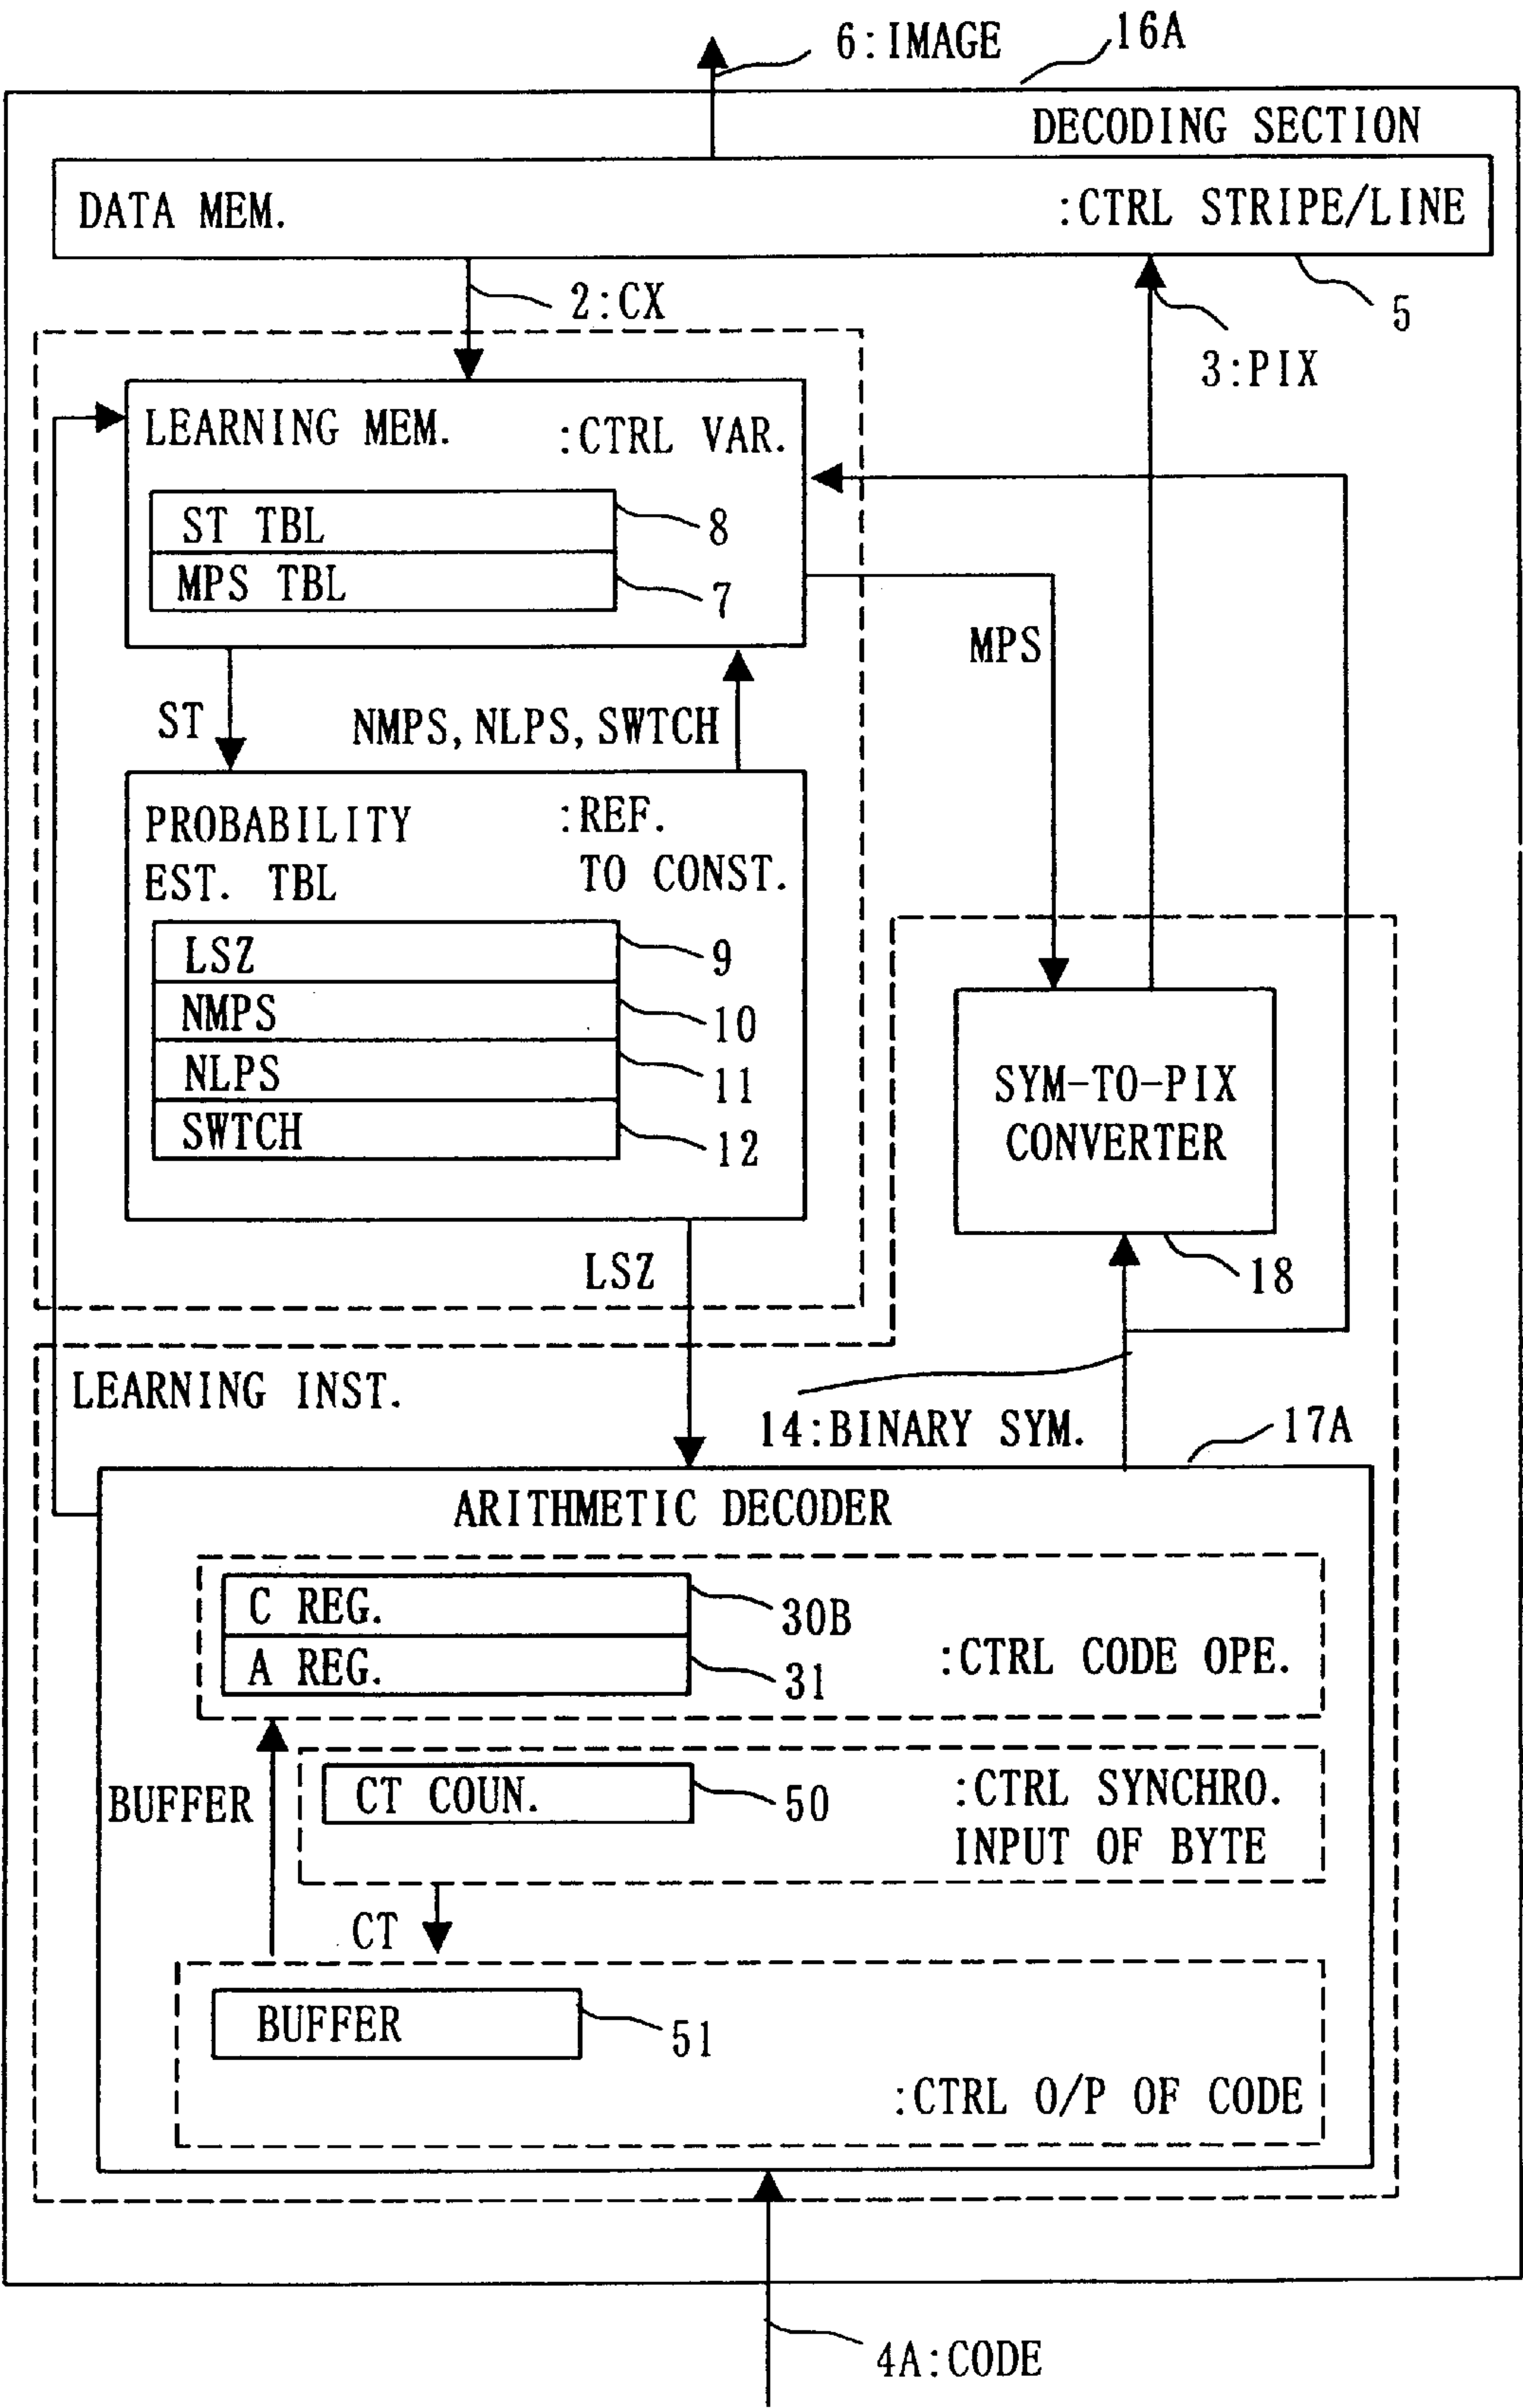 6:IMAGE
16A
DECODING SECTION
DATA MEM.
:CTRL STRIPE/LINE
2:CX
5
3:PIX
LEARNING MEM.
:CTRL VAR.
ST TBL
8
MPS TBL
7
MPS
ST
NMPS, NLPS, SWTCH
PROBABILITY
EST. TBL
:REF.
TO CONST.
LSZ
9
NMPS
10
NLPS
11
SWTCH
12
SYM-TO-PIX
CONVERTER
18
LSZ
LEARNING INST.
14:BINARY SYM.
17A
ARITHMETIC DECODER
C REG.
30B
A REG.
31
:CTRL CODE OPE.
BUFFER
CT COUN.
50
:CTRL SYNCHRO.
INPUT OF BYTE
CT
BUFFER
51
:CTRL O/P OF CODE
4A:CODE